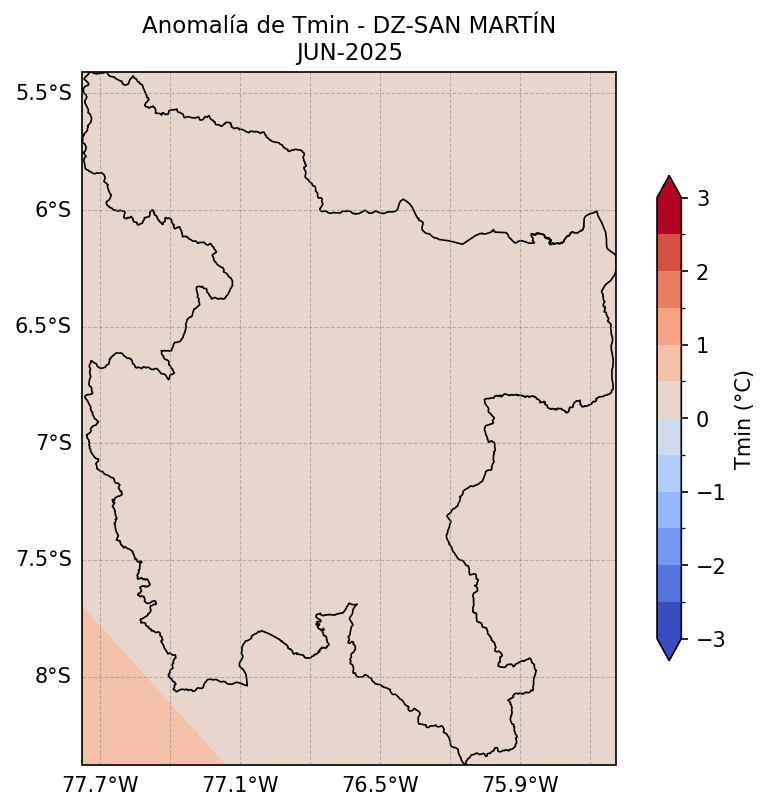 Anomalía de Tmin - DZ-SAN MARTÍN
JUN-2025
5.5°S
6°S
6.5°S
7°S
7.5°S
8°S
77.7°W
77.1°W
76.5°W
75.9°W
3
2
1
0
−1
−2
−3
Tmin (°C)